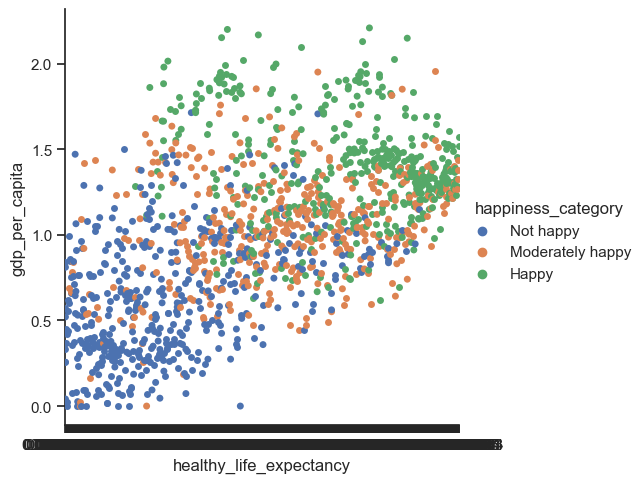 2.0
1.5
1.0
0.5
0.0
gdp_per_capita
healthy_life_expectancy
happiness_category
Not happy
Moderately happy
Happy